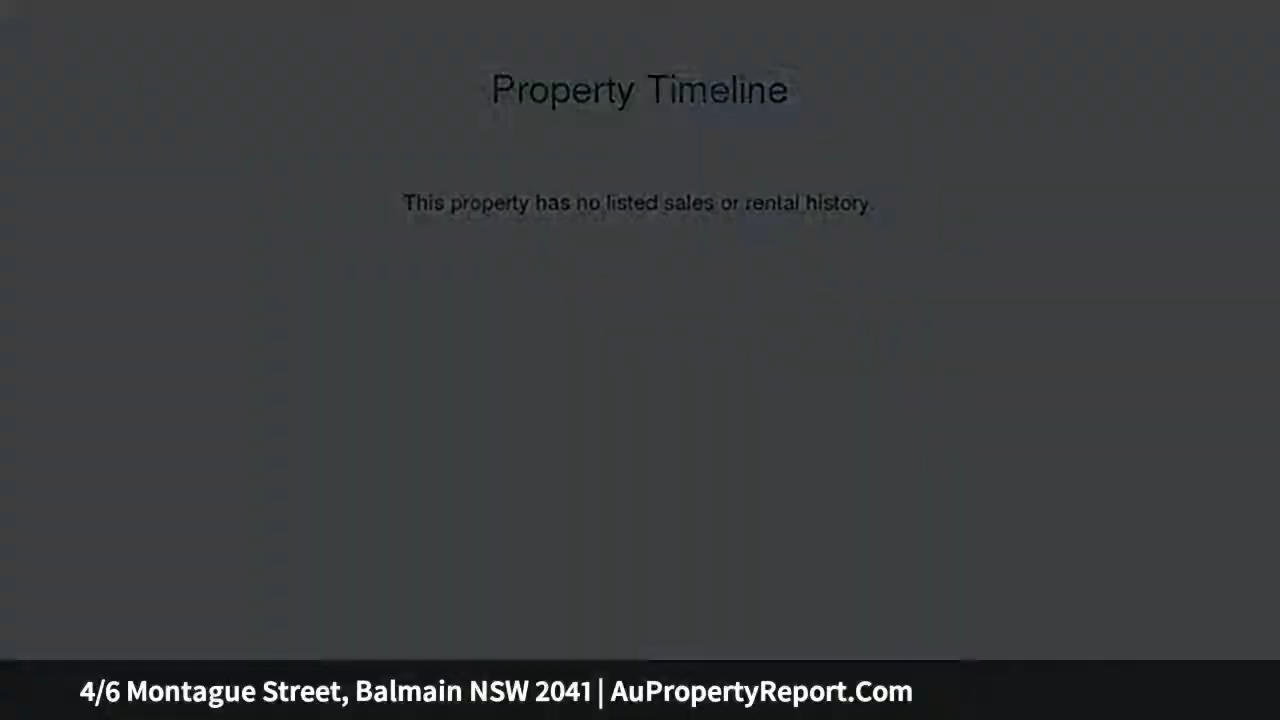 Property Timeline
This property has no listed sales or rental history.
4/6 Montague Street, Balmain NSW 2041 | AuPropertyReport.Com